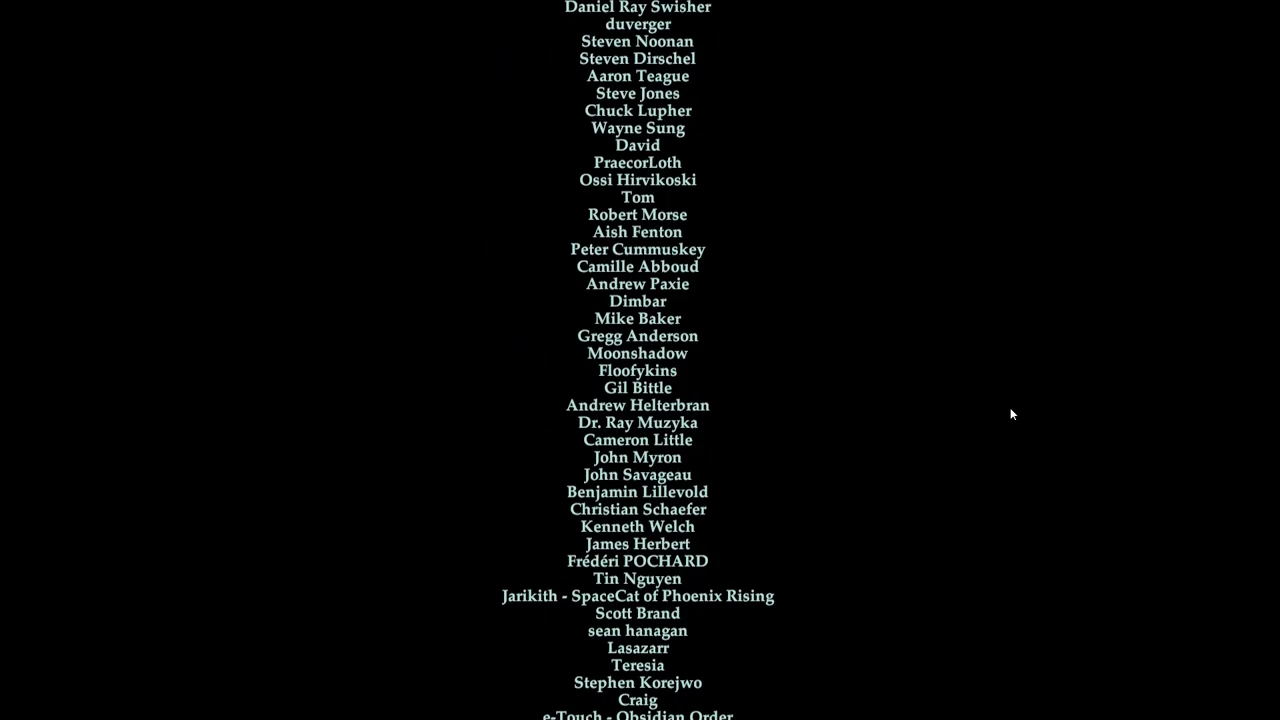 Daniel Ray Swisher
duverger
Steven Noonan
Steven Dirschel
Aaron Teague
Steve Jones
Chuck Lupher
Wayne Sung
David
PraecorLoth
Ossi Hirvikoski
Tom
Robert Morse
Aish Fenton
Peter Cummuskey
Camille Abboud
Andrew Paxie
Dimbar
Mike Baker
Gregg Anderson
Moonshadow
Floofykins
Gil Bittle
Andrew Helterbran
Dr. Ray Muzyka
Cameron Little
John Myron
John Savageau
Benjamin Lillevold
Christian Schaefer
Kenneth Welch
James Herbert
Frédéri POCHARD
Tin Nguyen
Jarikith - SpaceCat of Phoenix Rising
Scott Brand
sean hanagan
Lasazarr
Teresia
Stephen Korejwo
Craig
e-Touch - Obsidian Order